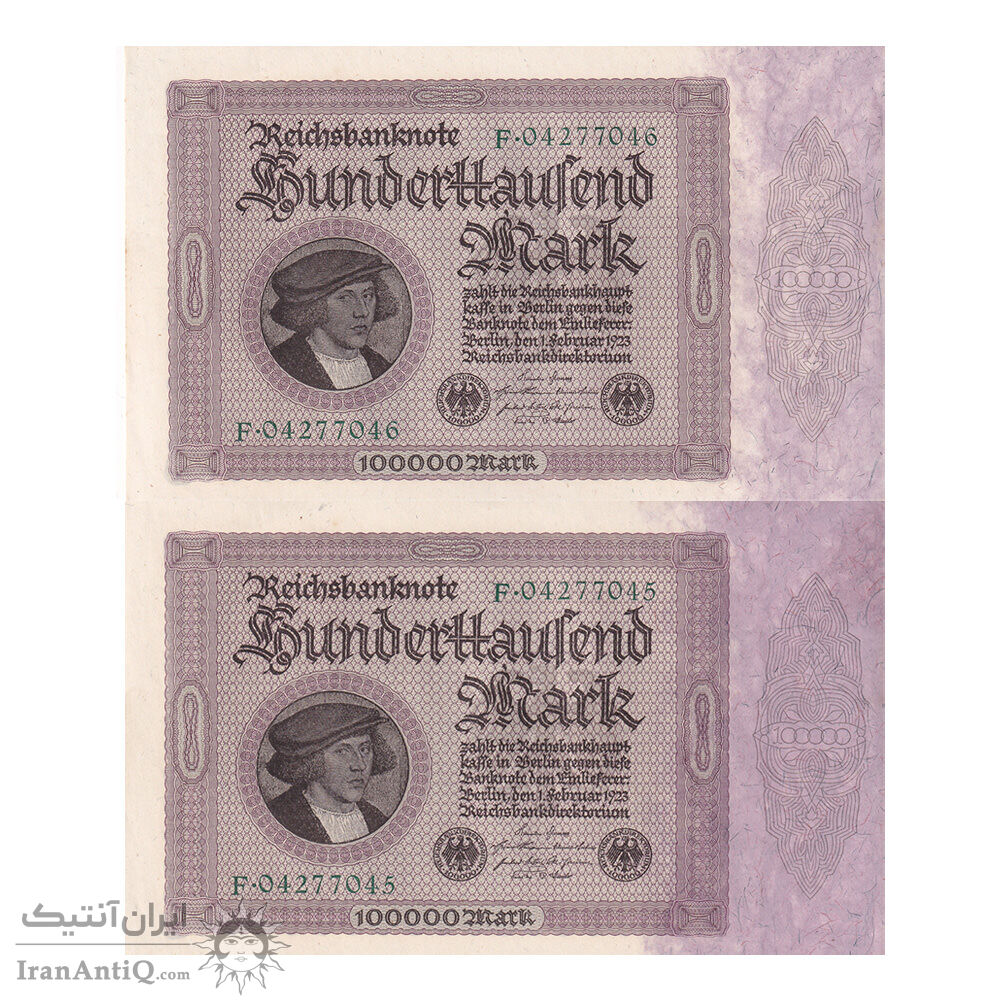 Reichsbanknote F·04277046
Hunderttausend
Mark
zahlt die Reichsbankhaupt
kasse in Berlin gegen diese
Banknote dem Einlieferer:
Berlin, den 1. Februar 1923
Reichsbankdirektorium
F·04277046
100000 Mark
100000
Reichsbanknote F·04277045
Hunderttausend
Mark
zahlt die Reichsbankhaupt
kasse in Berlin gegen diese
Banknote dem Einlieferer:
Berlin, den 1. Februar 1923
Reichsbankdirektorium
F·04277045
100000 Mark
100000
ایران آنتیک
IranAntiQ.com